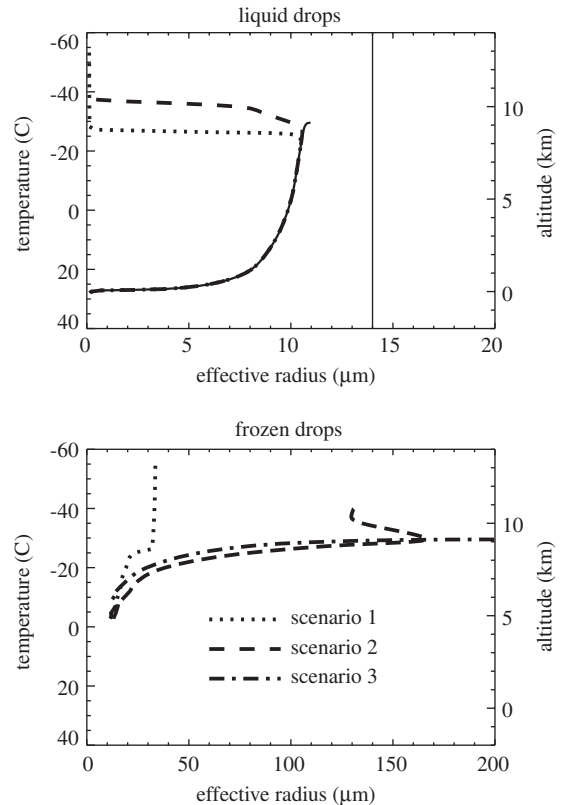 liquid drops
-60
-40
-20
0
20
40
temperature (C)
10
5
0
altitude (km)
0 5 10 15 20
effective radius (μm)
frozen drops
-60
-40
-20
0
20
40
temperature (C)
10
5
0
altitude (km)
scenario 1
scenario 2
scenario 3
0 50 100 150 200
effective radius (μm)